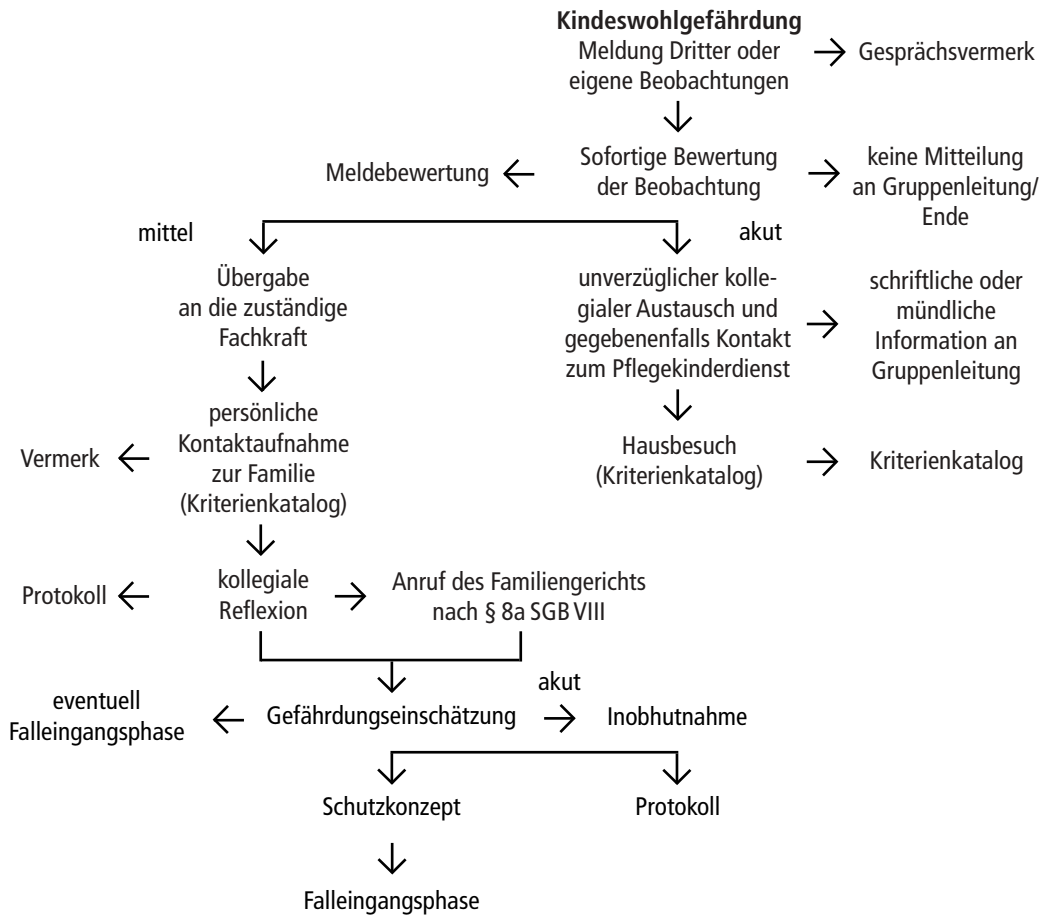 Kindeswohlgefährdung
Meldung Dritter oder
eigene Beobachtungen
Gesprächsvermerk
Meldebewertung
Sofortige Bewertung
der Beobachtung
keine Mitteilung
an Gruppenleitung/
Ende
mittel
akut
Übergabe
an die zuständige
Fachkraft
unverzüglicher kolle-
gialer Austausch und
gegebenenfalls Kontakt
zum Pflegekinderdienst
schriftliche oder
mündliche
Information an
Gruppenleitung
Vermerk
persönliche
Kontaktaufnahme
zur Familie
(Kriterienkatalog)
Hausbesuch
(Kriterienkatalog)
Kriterienkatalog
Protokoll
kollegiale
Reflexion
Anruf des Familiengerichts
nach § 8a SGB VIII
eventuell
Falleingangsphase
Gefährdungseinschätzung
akut
Inobhutnahme
Schutzkonzept
Protokoll
Falleingangsphase